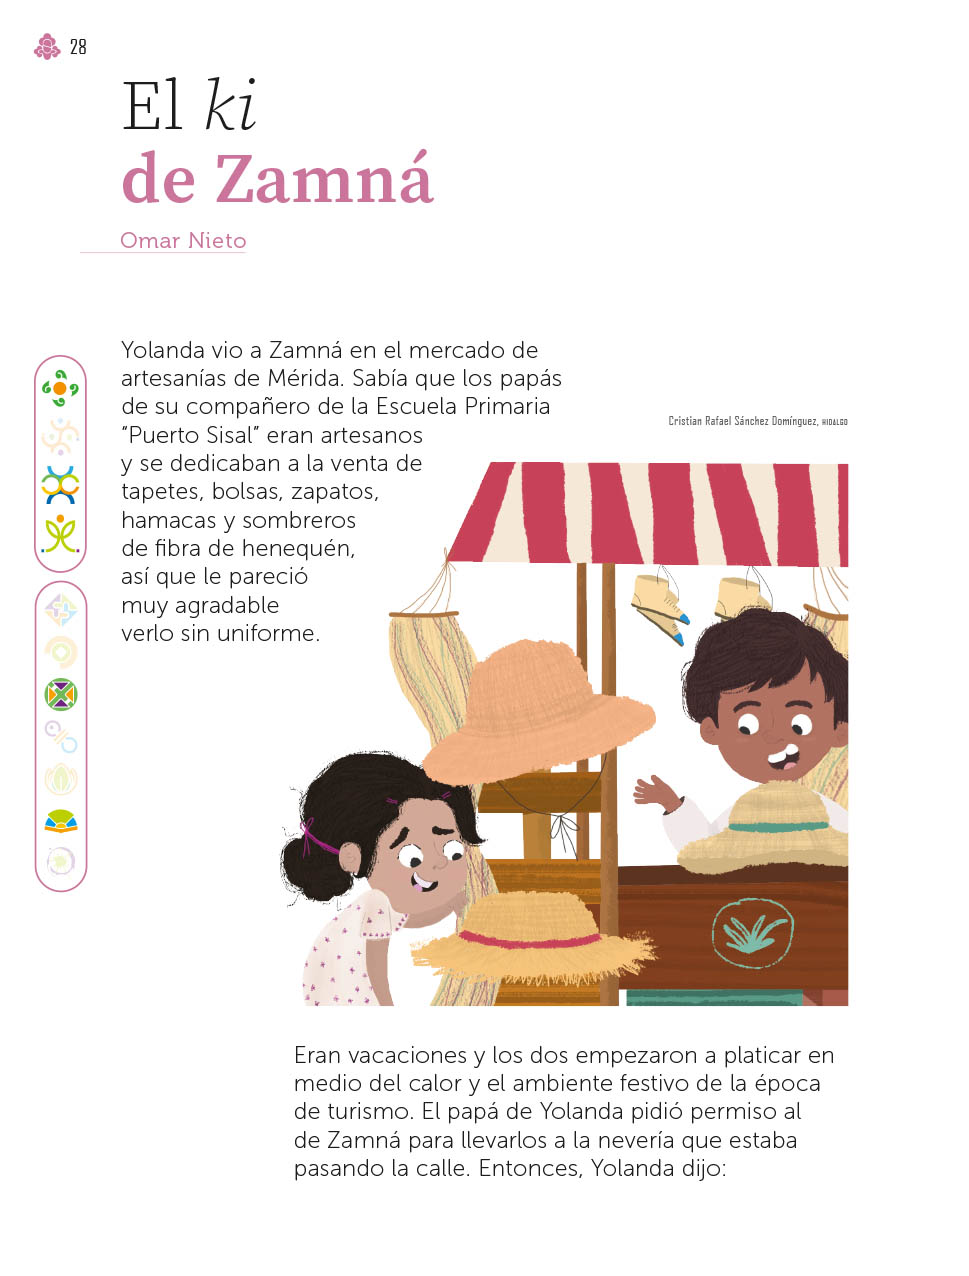 28
El ki
de Zamná
Omar Nieto
Yolanda vio a Zamná en el mercado de
artesanías de Mérida. Sabía que los papás
de su compañero de la Escuela Primaria
“Puerto Sisal” eran artesanos
y se dedicaban a la venta de
tapetes, bolsas, zapatos,
hamacas y sombreros
de fibra de henequén,
así que le pareció
muy agradable
verlo sin uniforme.
Cristian Rafael Sánchez Domínguez, HIDALGO
Eran vacaciones y los dos empezaron a platicar en
medio del calor y el ambiente festivo de la época
de turismo. El papá de Yolanda pidió permiso al
de Zamná para llevarlos a la nevería que estaba
pasando la calle. Entonces, Yolanda dijo: